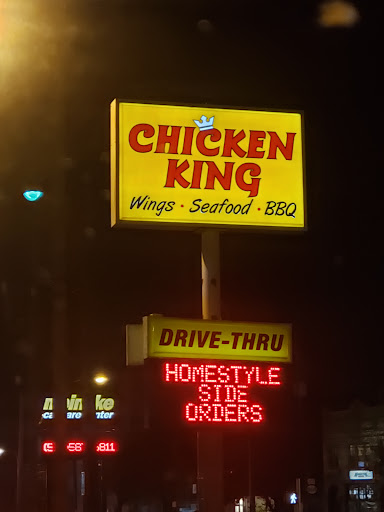 CHICKEN
KING
Wings · Seafood · BBQ
DRIVE-THRU
HOMESTYLE
SIDE
ORDERS